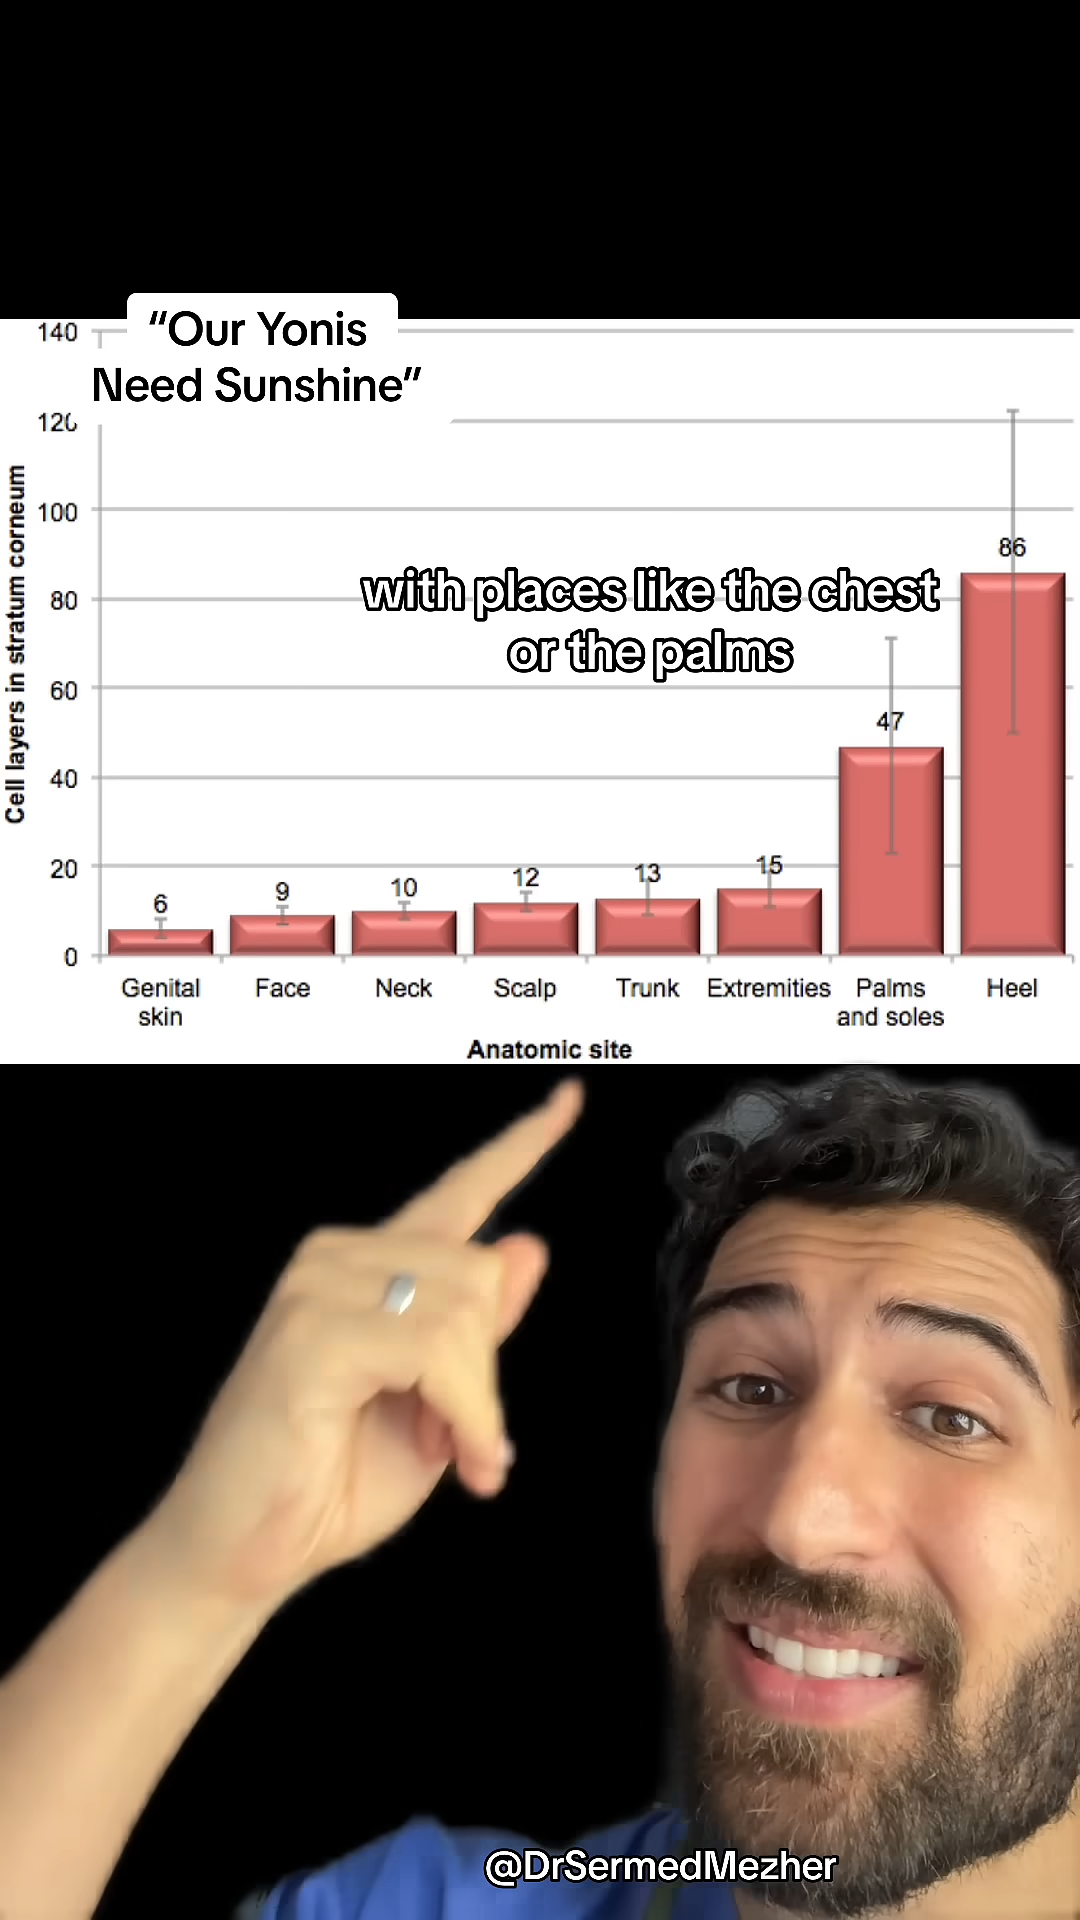 “Our Yonis
Need Sunshine”
140
120
100
80
60
40
20
0
Cell layers in stratum corneum
with places like the chest
or the palms
6
9
10
12
13
15
47
86
Genital
skin
Face
Neck
Scalp
Trunk
Extremities
Palms
and soles
Heel
Anatomic site
@DrSermedMezher